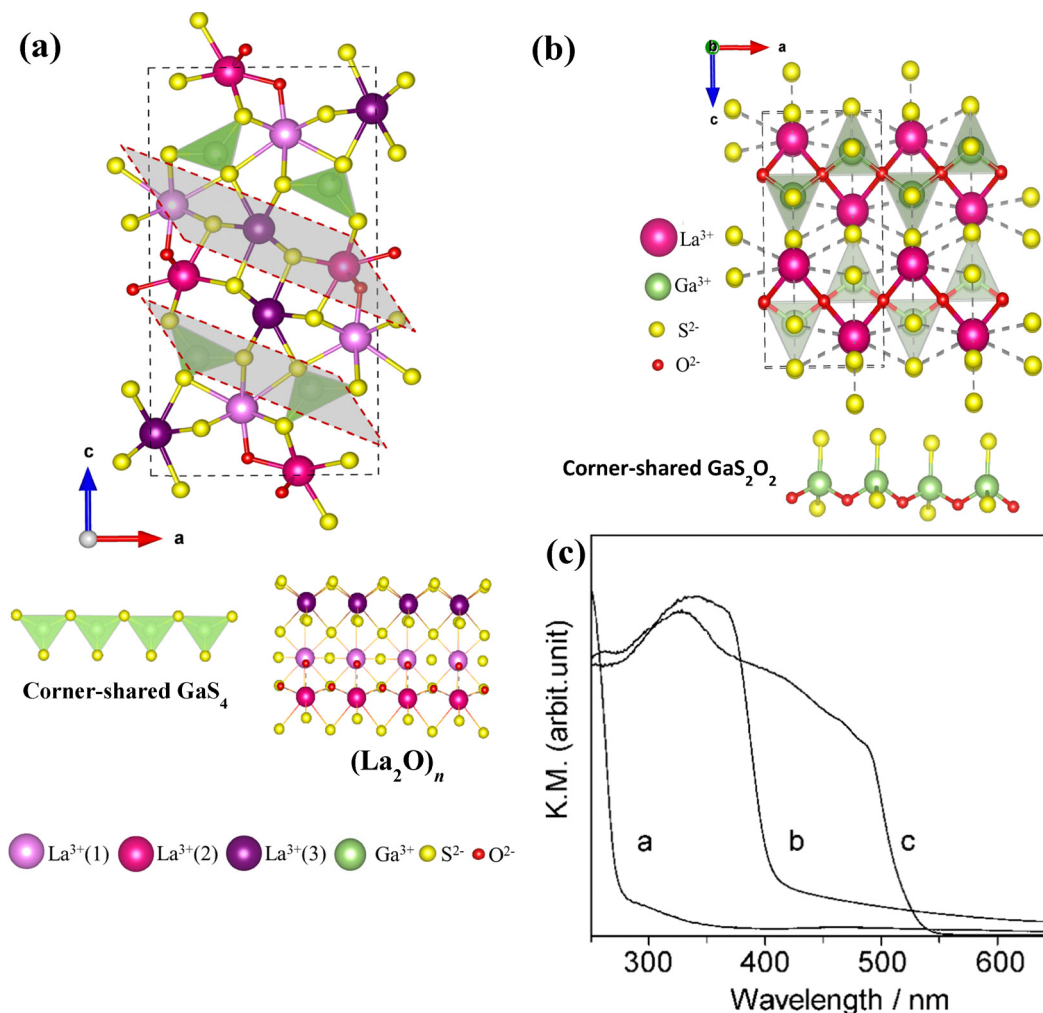 (a)
c
a
Corner-shared GaS₄
(La₂O)ₙ
La³⁺(1) La³⁺(2) La³⁺(3) Ga³⁺ S²⁻ O²⁻
(b)
b
a
c
La³⁺
Ga³⁺
S²⁻
O²⁻
Corner-shared GaS₂O₂
(c)
K.M. (arbit.unit)
a
b
c
300 400 500 600
Wavelength / nm